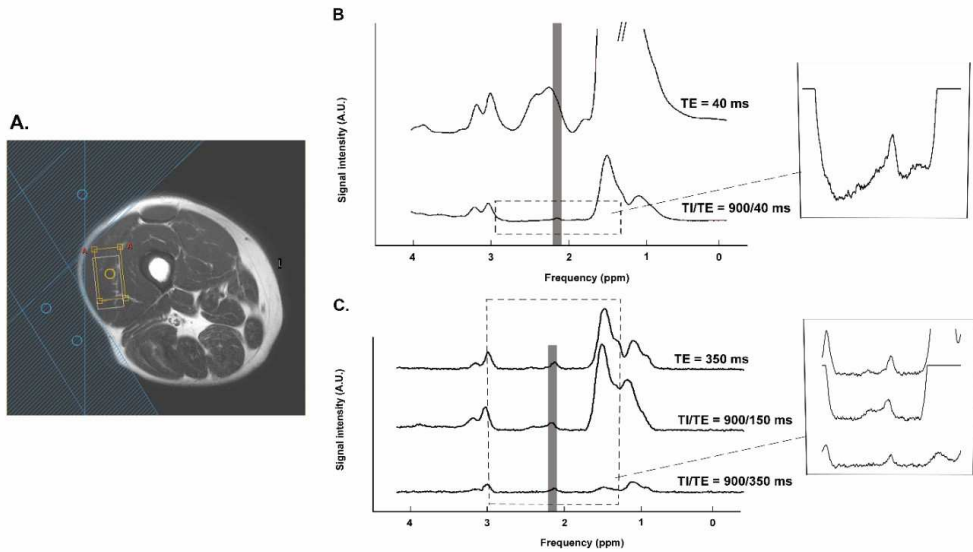 A.
B
Signal intensity (A.U.)
TE = 40 ms
TI/TE = 900/40 ms
4 3 2 1 0
Frequency (ppm)
C.
Signal intensity (A.U.)
TE = 350 ms
TI/TE = 900/150 ms
TI/TE = 900/350 ms
4 3 2 1 0
Frequency (ppm)